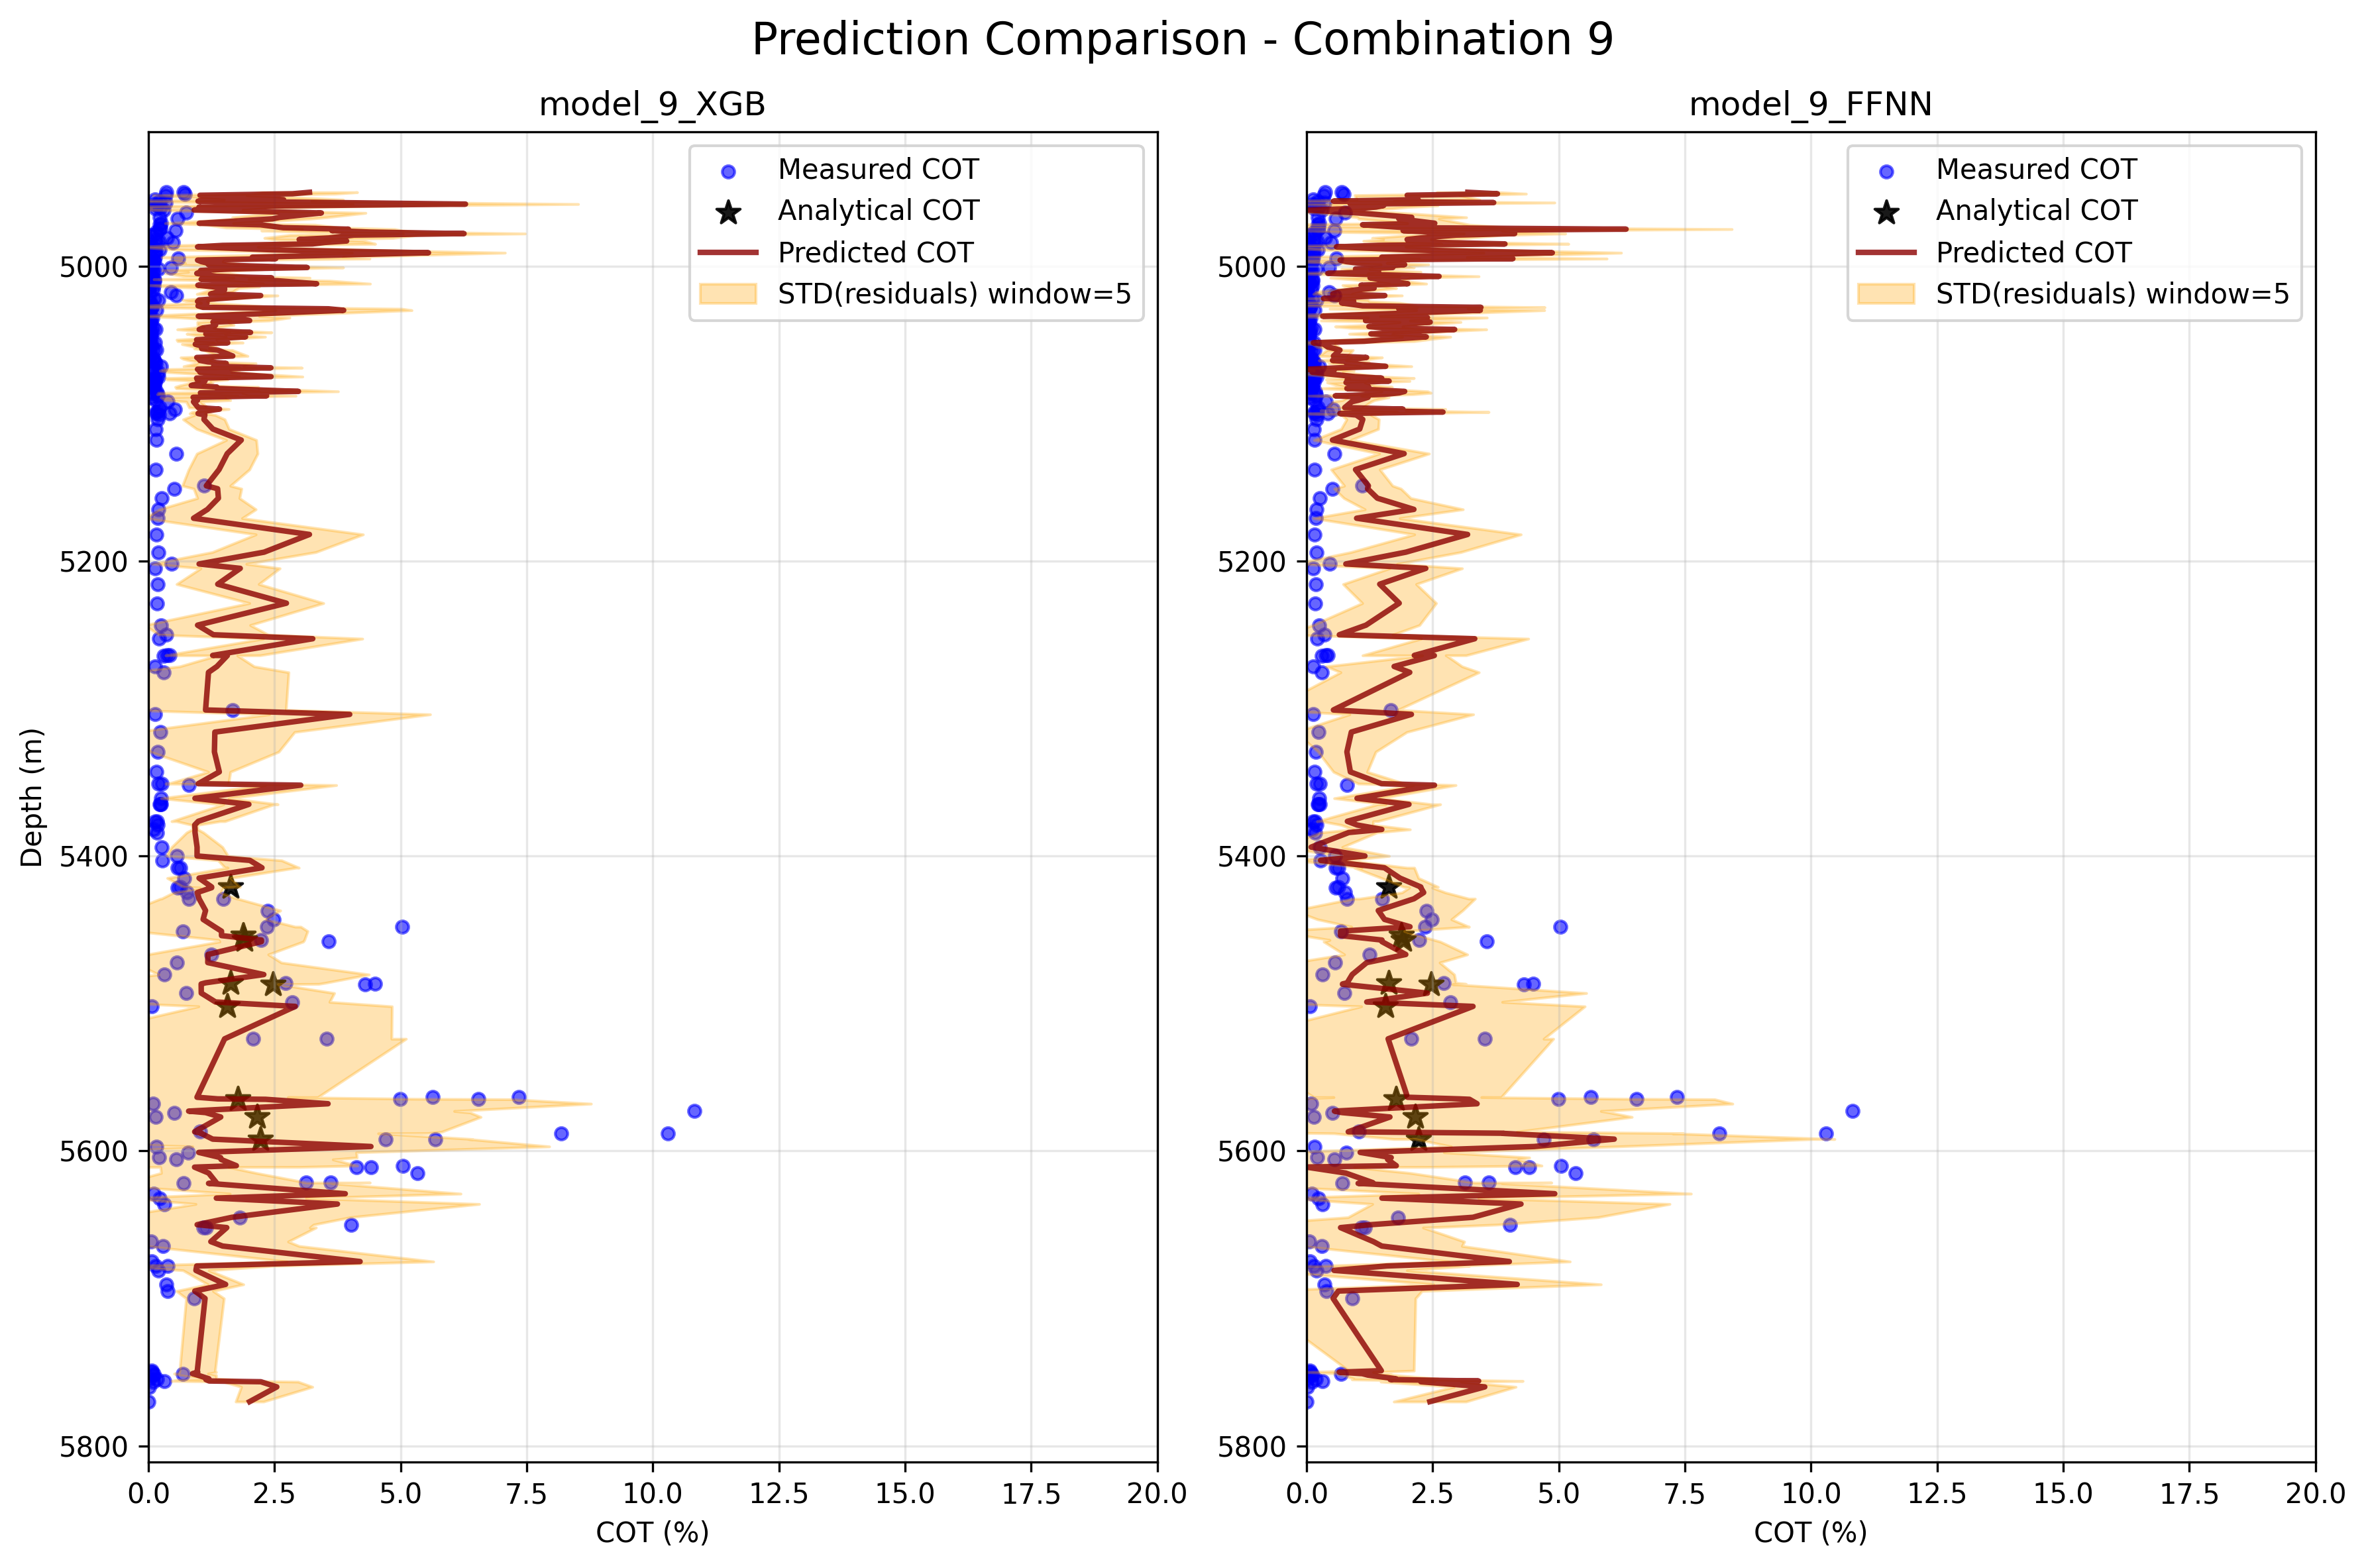 Prediction Comparison - Combination 9
model_9_XGB
Measured COT
Analytical COT
Predicted COT
STD(residuals) window=5
Depth (m)
5000
5200
5400
5600
5800
0.0 2.5 5.0 7.5 10.0 12.5 15.0 17.5 20.0
COT (%)
model_9_FFNN
Measured COT
Analytical COT
Predicted COT
STD(residuals) window=5
5000
5200
5400
5600
5800
0.0 2.5 5.0 7.5 10.0 12.5 15.0 17.5 20.0
COT (%)